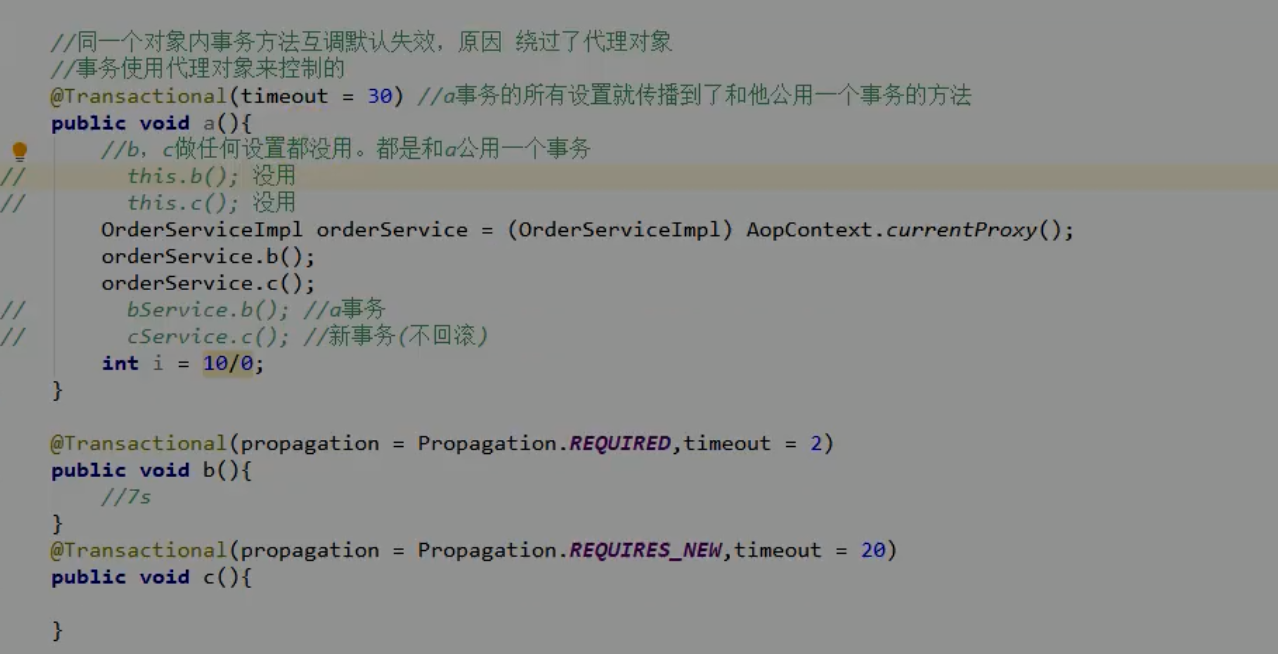 //同一个对象内事务方法互调默认失效，原因 绕过了代理对象
//事务使用代理对象来控制的
@Transactional(timeout = 30) //a事务的所有设置就传播到了和他公用一个事务的方法
public void a(){
//b，c做任何设置都没用。都是和a公用一个事务
// this.b(); 没用
// this.c(); 没用
OrderServiceImpl orderService = (OrderServiceImpl) AopContext.currentProxy();
orderService.b();
orderService.c();
// bService.b(); //a事务
// cService.c(); //新事务(不回滚)
int i = 10/0;
}
@Transactional(propagation = Propagation.REQUIRED,timeout = 2)
public void b(){
//7s
}
@Transactional(propagation = Propagation.REQUIRES_NEW,timeout = 20)
public void c(){
}